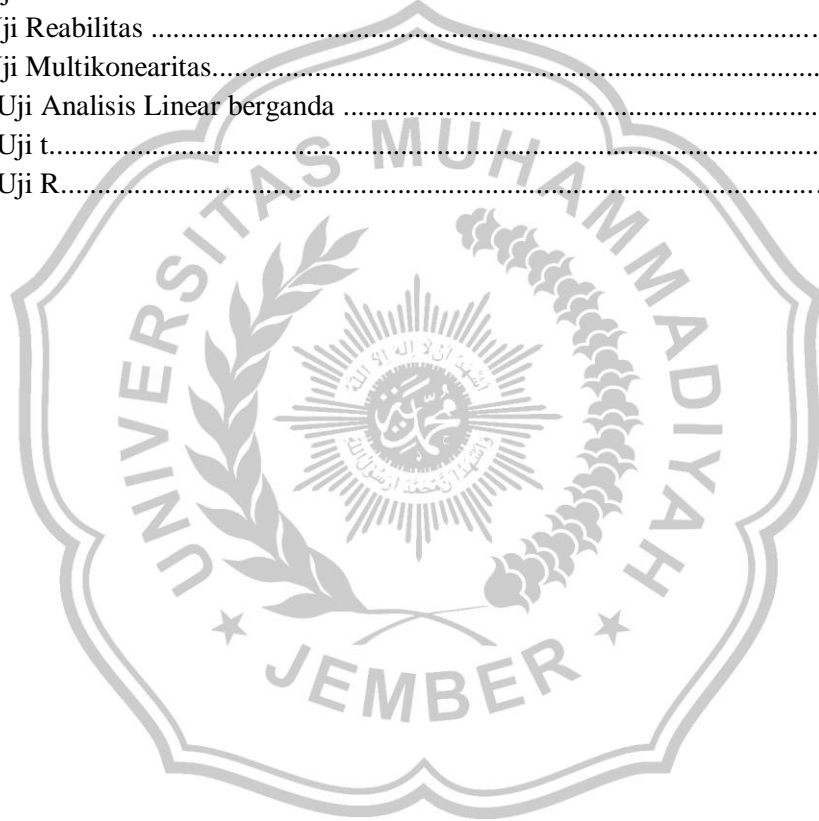 ji Reabilitas ................................................................................
ji Multikonearitas........................................................................
Uji Analisis Linear berganda .........................................................
Uji t...........................................................................................
Uji R..........................................................................................
UNIVERSITAS MUHAMMADIYAH
JEMBER